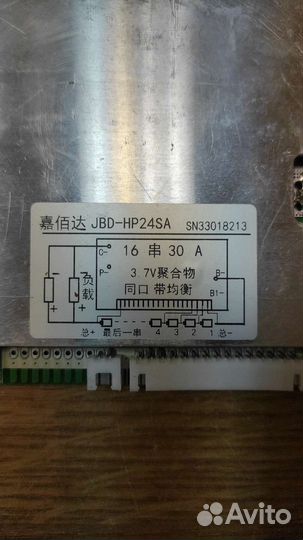 嘉佰达 JBD-HP24SA SN33018213
16 串 30 A
3.7V聚合物
同口 带均衡
C-
P-
B-
B1-
负载
总+ 最后一串 4 3 2 1 总-
Avito